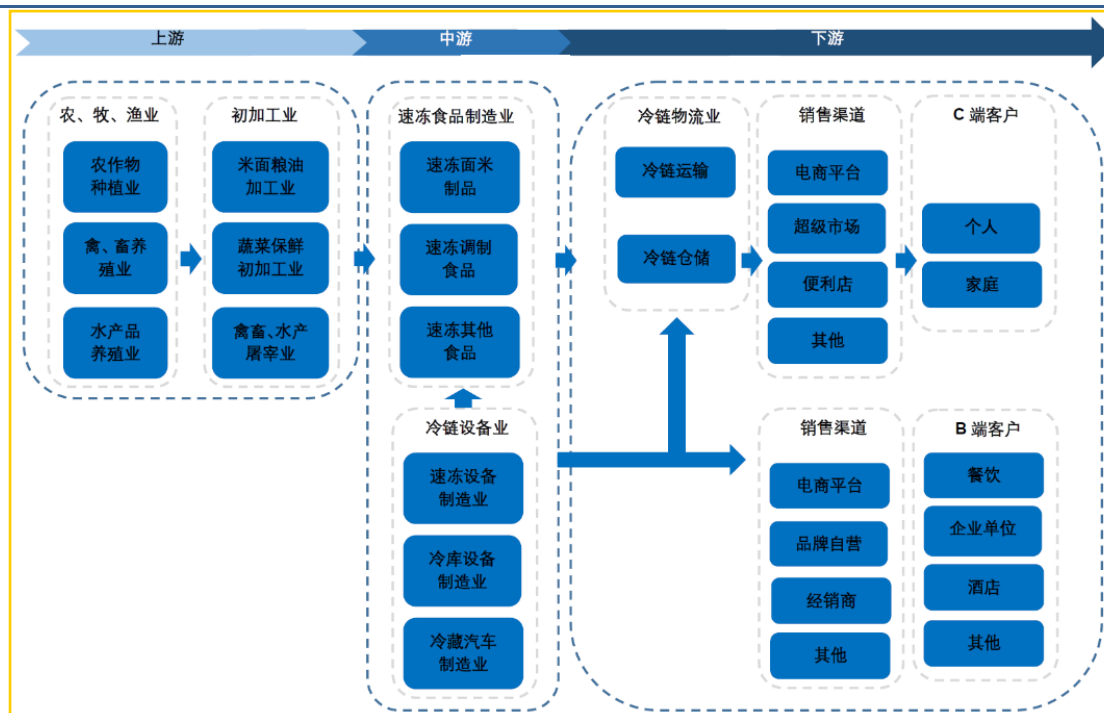 上游
中游
下游
农、牧、渔业
农作物
种植业
禽、畜养
殖业
水产品
养殖业
初加工业
米面粮油
加工业
蔬菜保鲜
初加工业
禽畜、水产
屠宰业
速冻食品制造业
速冻面米
制品
速冻调制
食品
速冻其他
食品
冷链设备业
速冻设备
制造业
冷库设备
制造业
冷藏汽车
制造业
冷链物流业
冷链运输
冷链仓储
销售渠道
电商平台
超级市场
便利店
其他
C 端客户
个人
家庭
销售渠道
电商平台
品牌自营
经销商
其他
B 端客户
餐饮
企业单位
酒店
其他